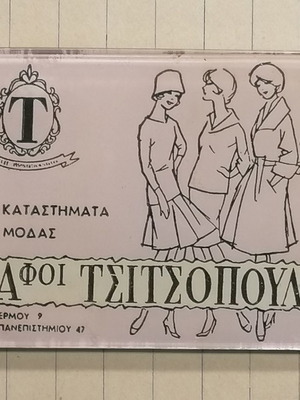 Τ
ΚΑΤΑΣΤΗΜΑΤΑ
ΜΟΔΑΣ
ΑΦΟΙ ΤΣΙΤΣΟΠΟΥΛ
ΕΡΜΟΥ 9
ΠΑΝΕΠΙΣΤΗΜΙΟΥ 47